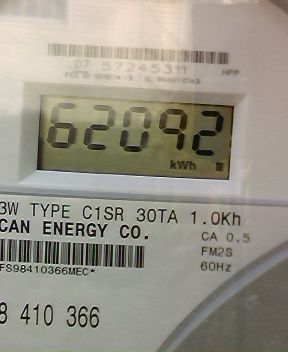 07 57245311 HPP
62092
kWh
3W TYPE C1SR 30TA 1.0Kh
CAN ENERGY CO. CA 0.5
FM2S
FS98410366MEC* 60Hz
8 410 366